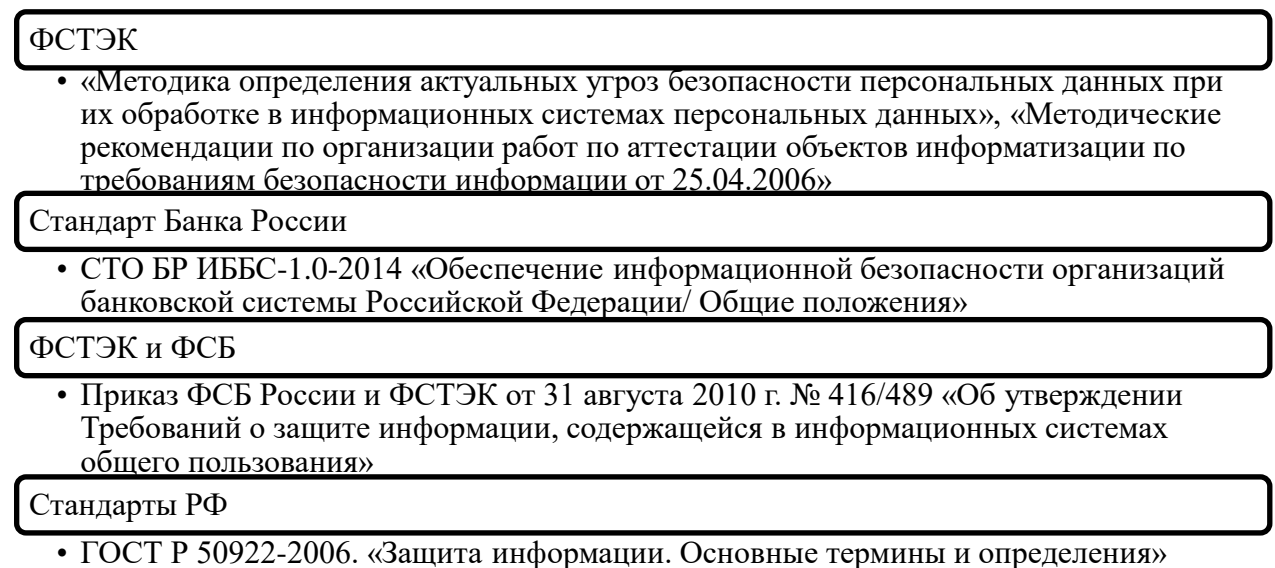 ФСТЭК
• «Методика определения актуальных угроз безопасности персональных данных при
их обработке в информационных системах персональных данных», «Методические
рекомендации по организации работ по аттестации объектов информатизации по
требованиям безопасности информации от 25.04.2006»
Стандарт Банка России
• СТО БР ИББС-1.0-2014 «Обеспечение информационной безопасности организаций
банковской системы Российской Федерации/ Общие положения»
ФСТЭК и ФСБ
• Приказ ФСБ России и ФСТЭК от 31 августа 2010 г. № 416/489 «Об утверждении
Требований о защите информации, содержащейся в информационных системах
общего пользования»
Стандарты РФ
• ГОСТ Р 50922-2006. «Защита информации. Основные термины и определения»